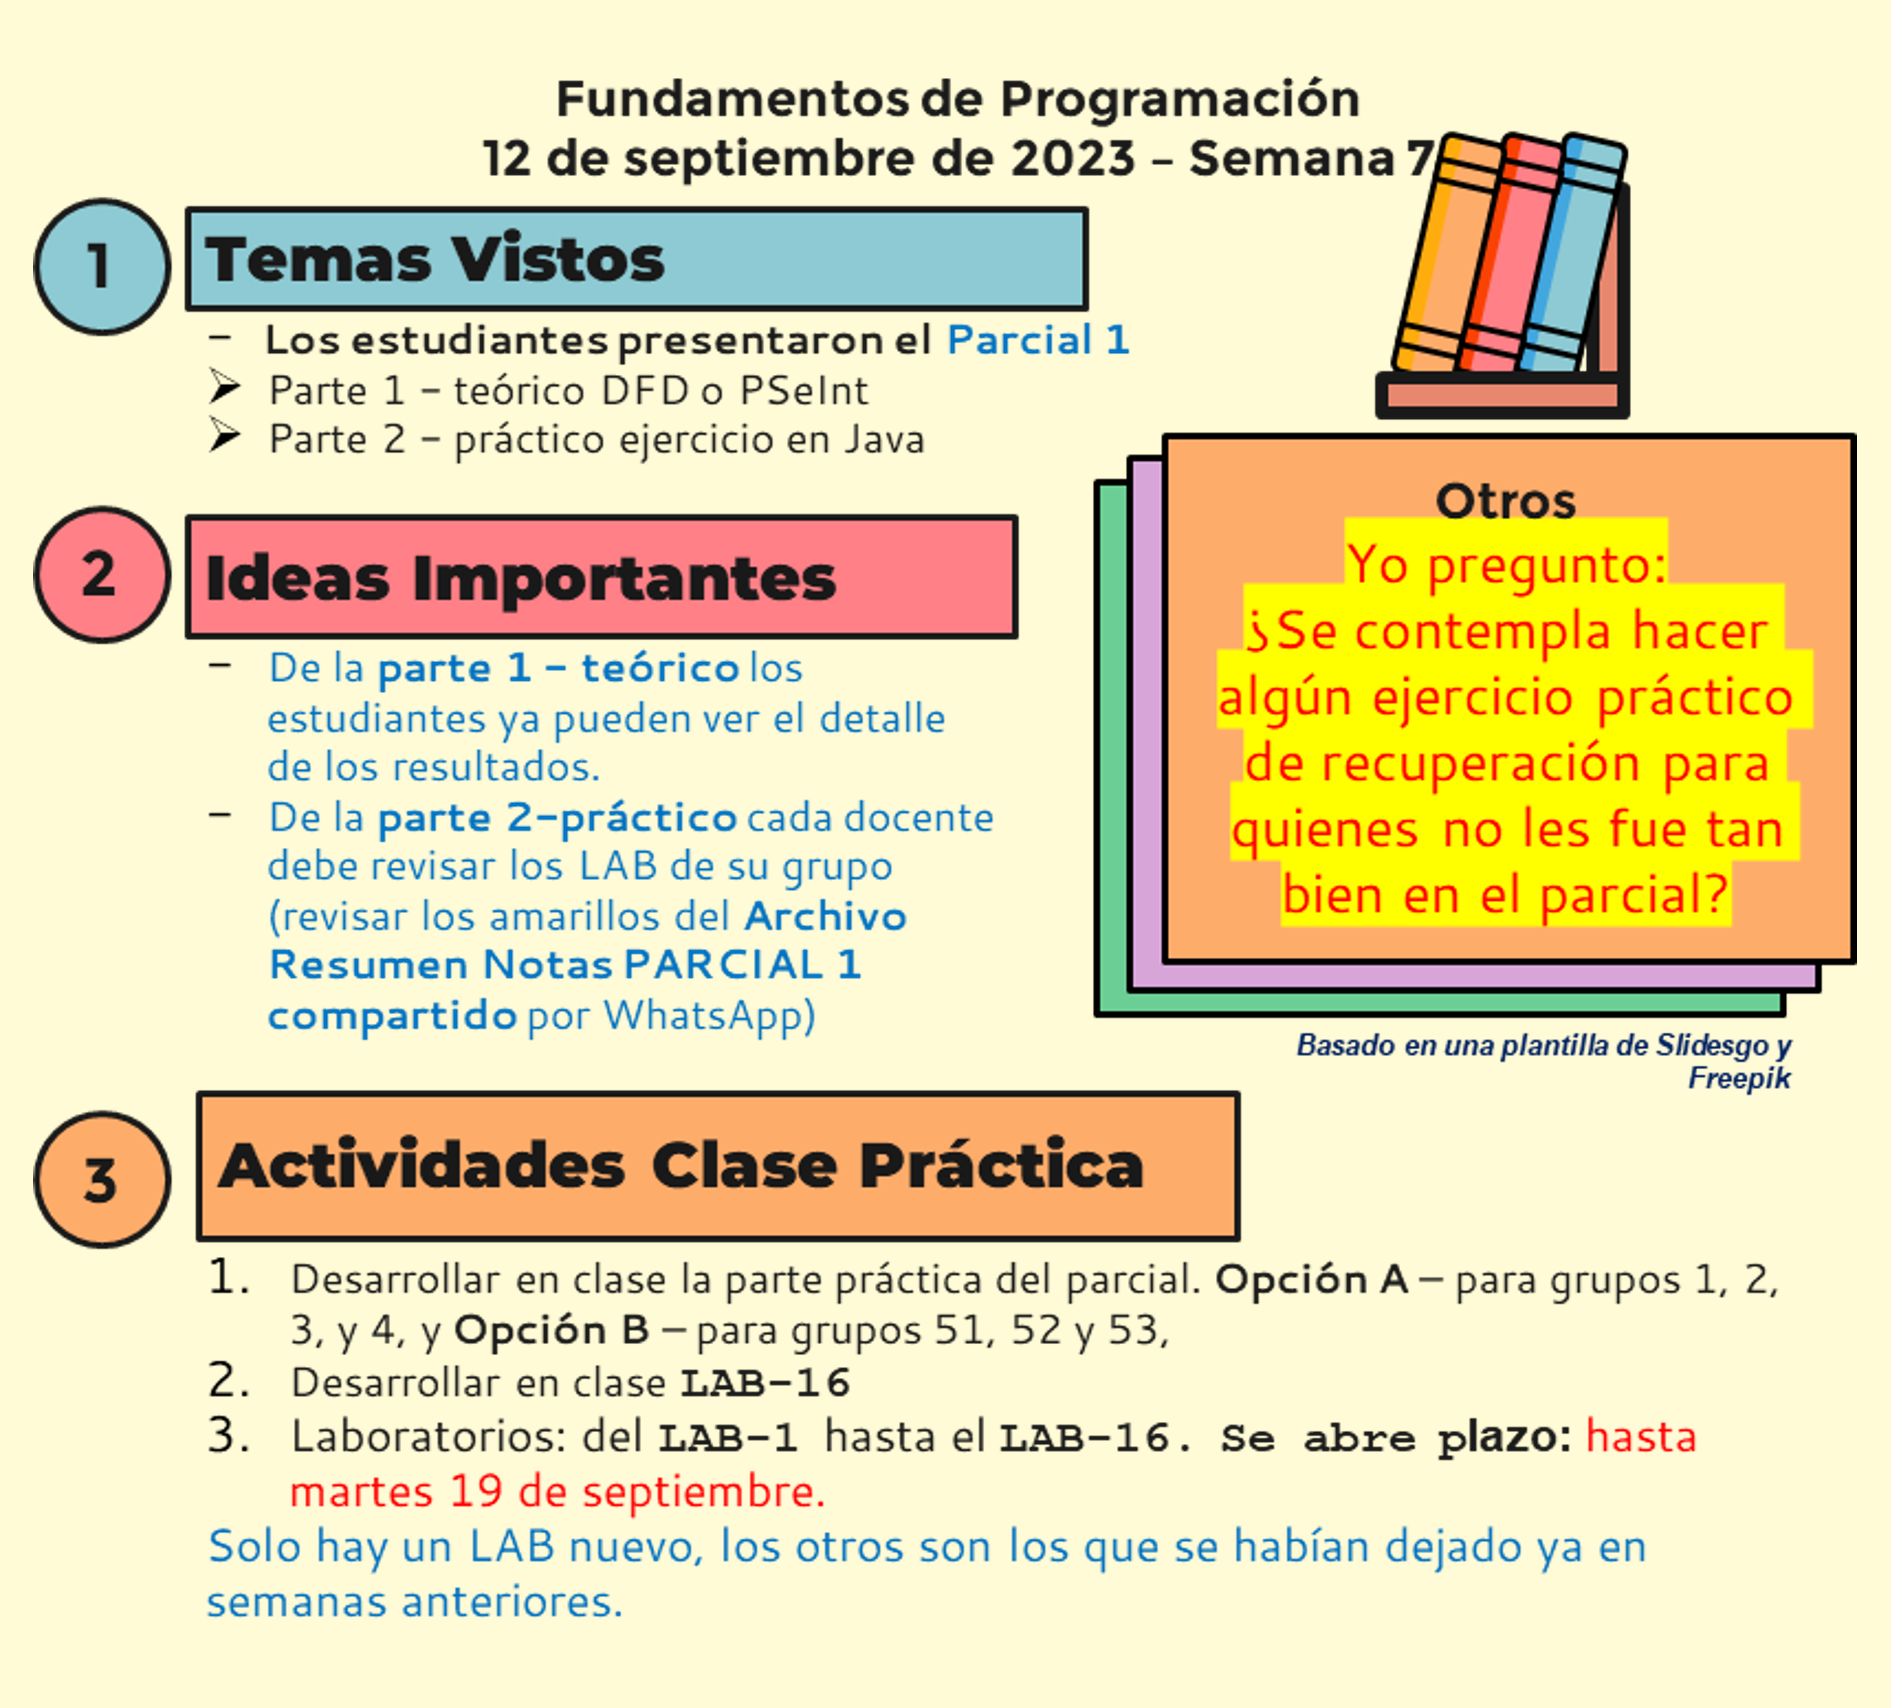 Fundamentos de Programación
12 de septiembre de 2023 – Semana 7
1
Temas Vistos
– Los estudiantes presentaron el Parcial 1
➢ Parte 1 – teórico DFD o PSeInt
➢ Parte 2 – práctico ejercicio en Java
2
Ideas Importantes
– De la parte 1 – teórico los
estudiantes ya pueden ver el detalle
de los resultados.
– De la parte 2–práctico cada docente
debe revisar los LAB de su grupo
(revisar los amarillos del Archivo
Resumen Notas PARCIAL 1
compartido por WhatsApp)
Otros
Yo pregunto:
¿Se contempla hacer
algún ejercicio práctico
de recuperación para
quienes no les fue tan
bien en el parcial?
Basado en una plantilla de Slidesgo y
Freepik
3
Actividades Clase Práctica
1. Desarrollar en clase la parte práctica del parcial. Opción A – para grupos 1, 2,
3, y 4, y Opción B – para grupos 51, 52 y 53,
2. Desarrollar en clase LAB-16
3. Laboratorios: del LAB-1 hasta el LAB-16. Se abre plazo: hasta
martes 19 de septiembre.
Solo hay un LAB nuevo, los otros son los que se habían dejado ya en
semanas anteriores.